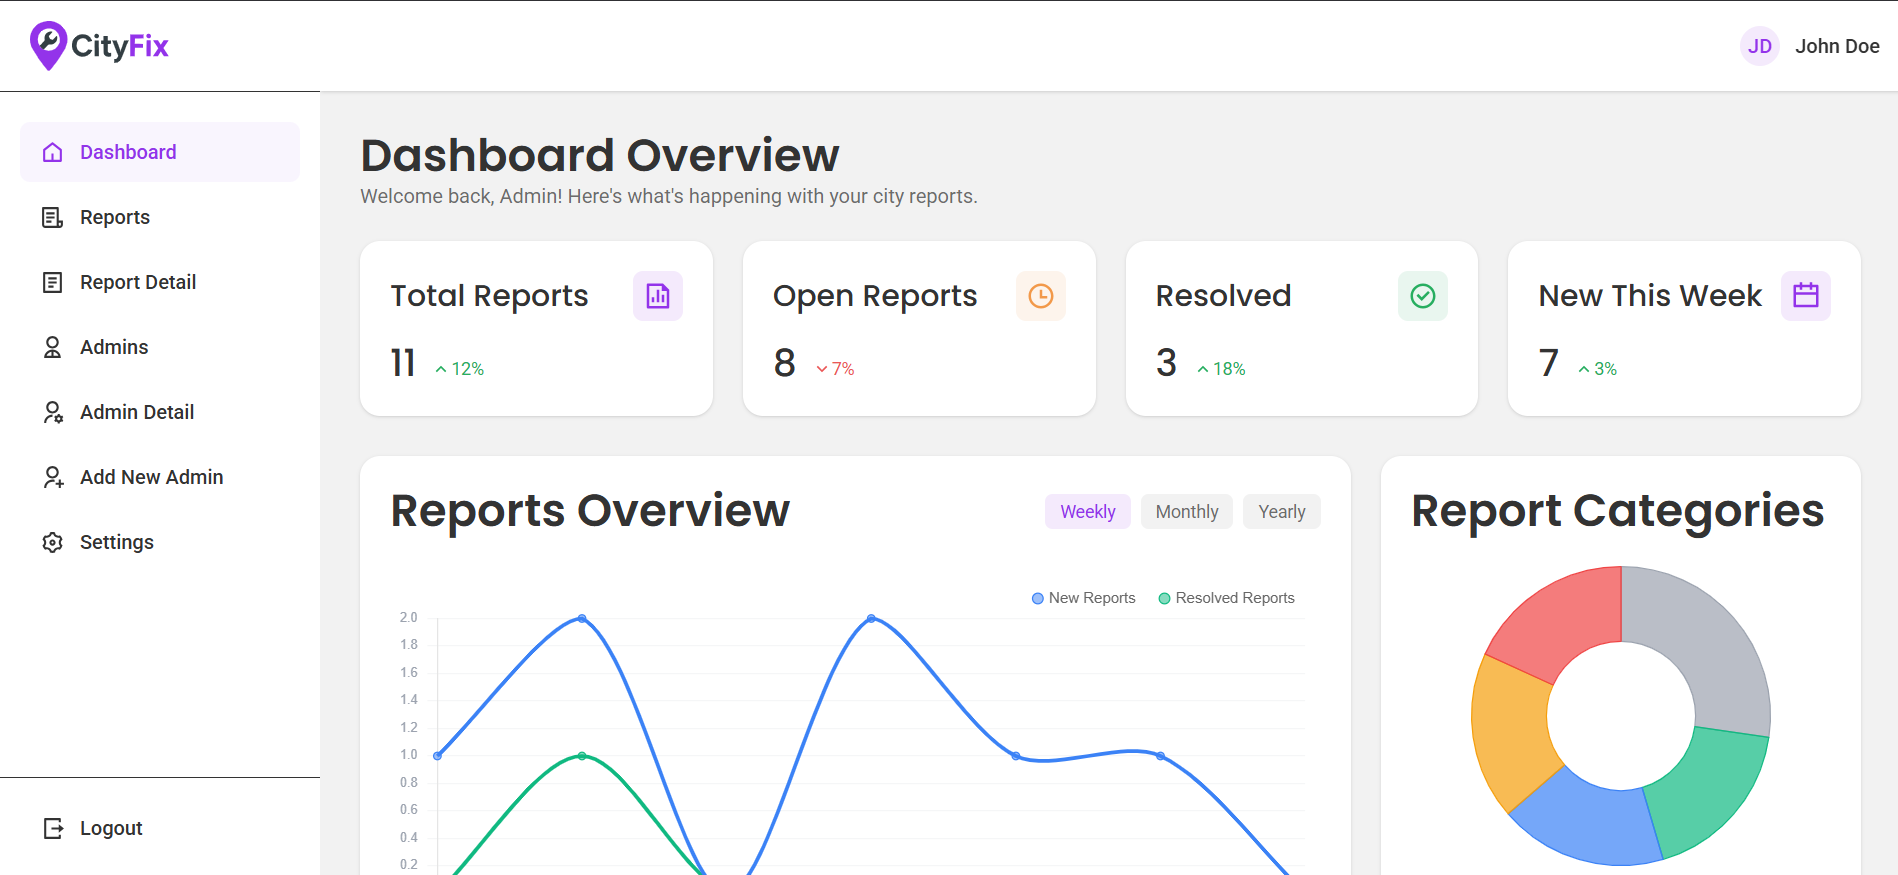 CityFix
JD John Doe
Dashboard
Reports
Report Detail
Admins
Admin Detail
Add New Admin
Settings
Logout
Dashboard Overview
Welcome back, Admin! Here's what's happening with your city reports.
Total Reports
11 12%
Open Reports
8 7%
Resolved
3 18%
New This Week
7 3%
Reports Overview
Weekly Monthly Yearly
New Reports Resolved Reports
2.0
1.8
1.6
1.4
1.2
1.0
0.8
0.6
0.4
0.2
Report Categories